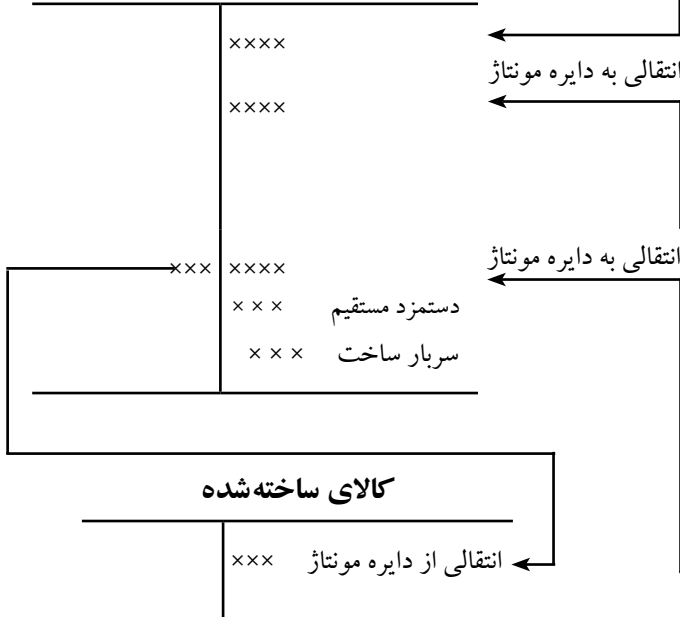 ××××
انتقالی به دایره مونتاژ
××××
انتقالی به دایره مونتاژ
×××× ×××
دستمزد مستقیم × × ×
سربار ساخت × × ×
کالای ساخته‌شده
انتقالی از دایره مونتاژ ×××